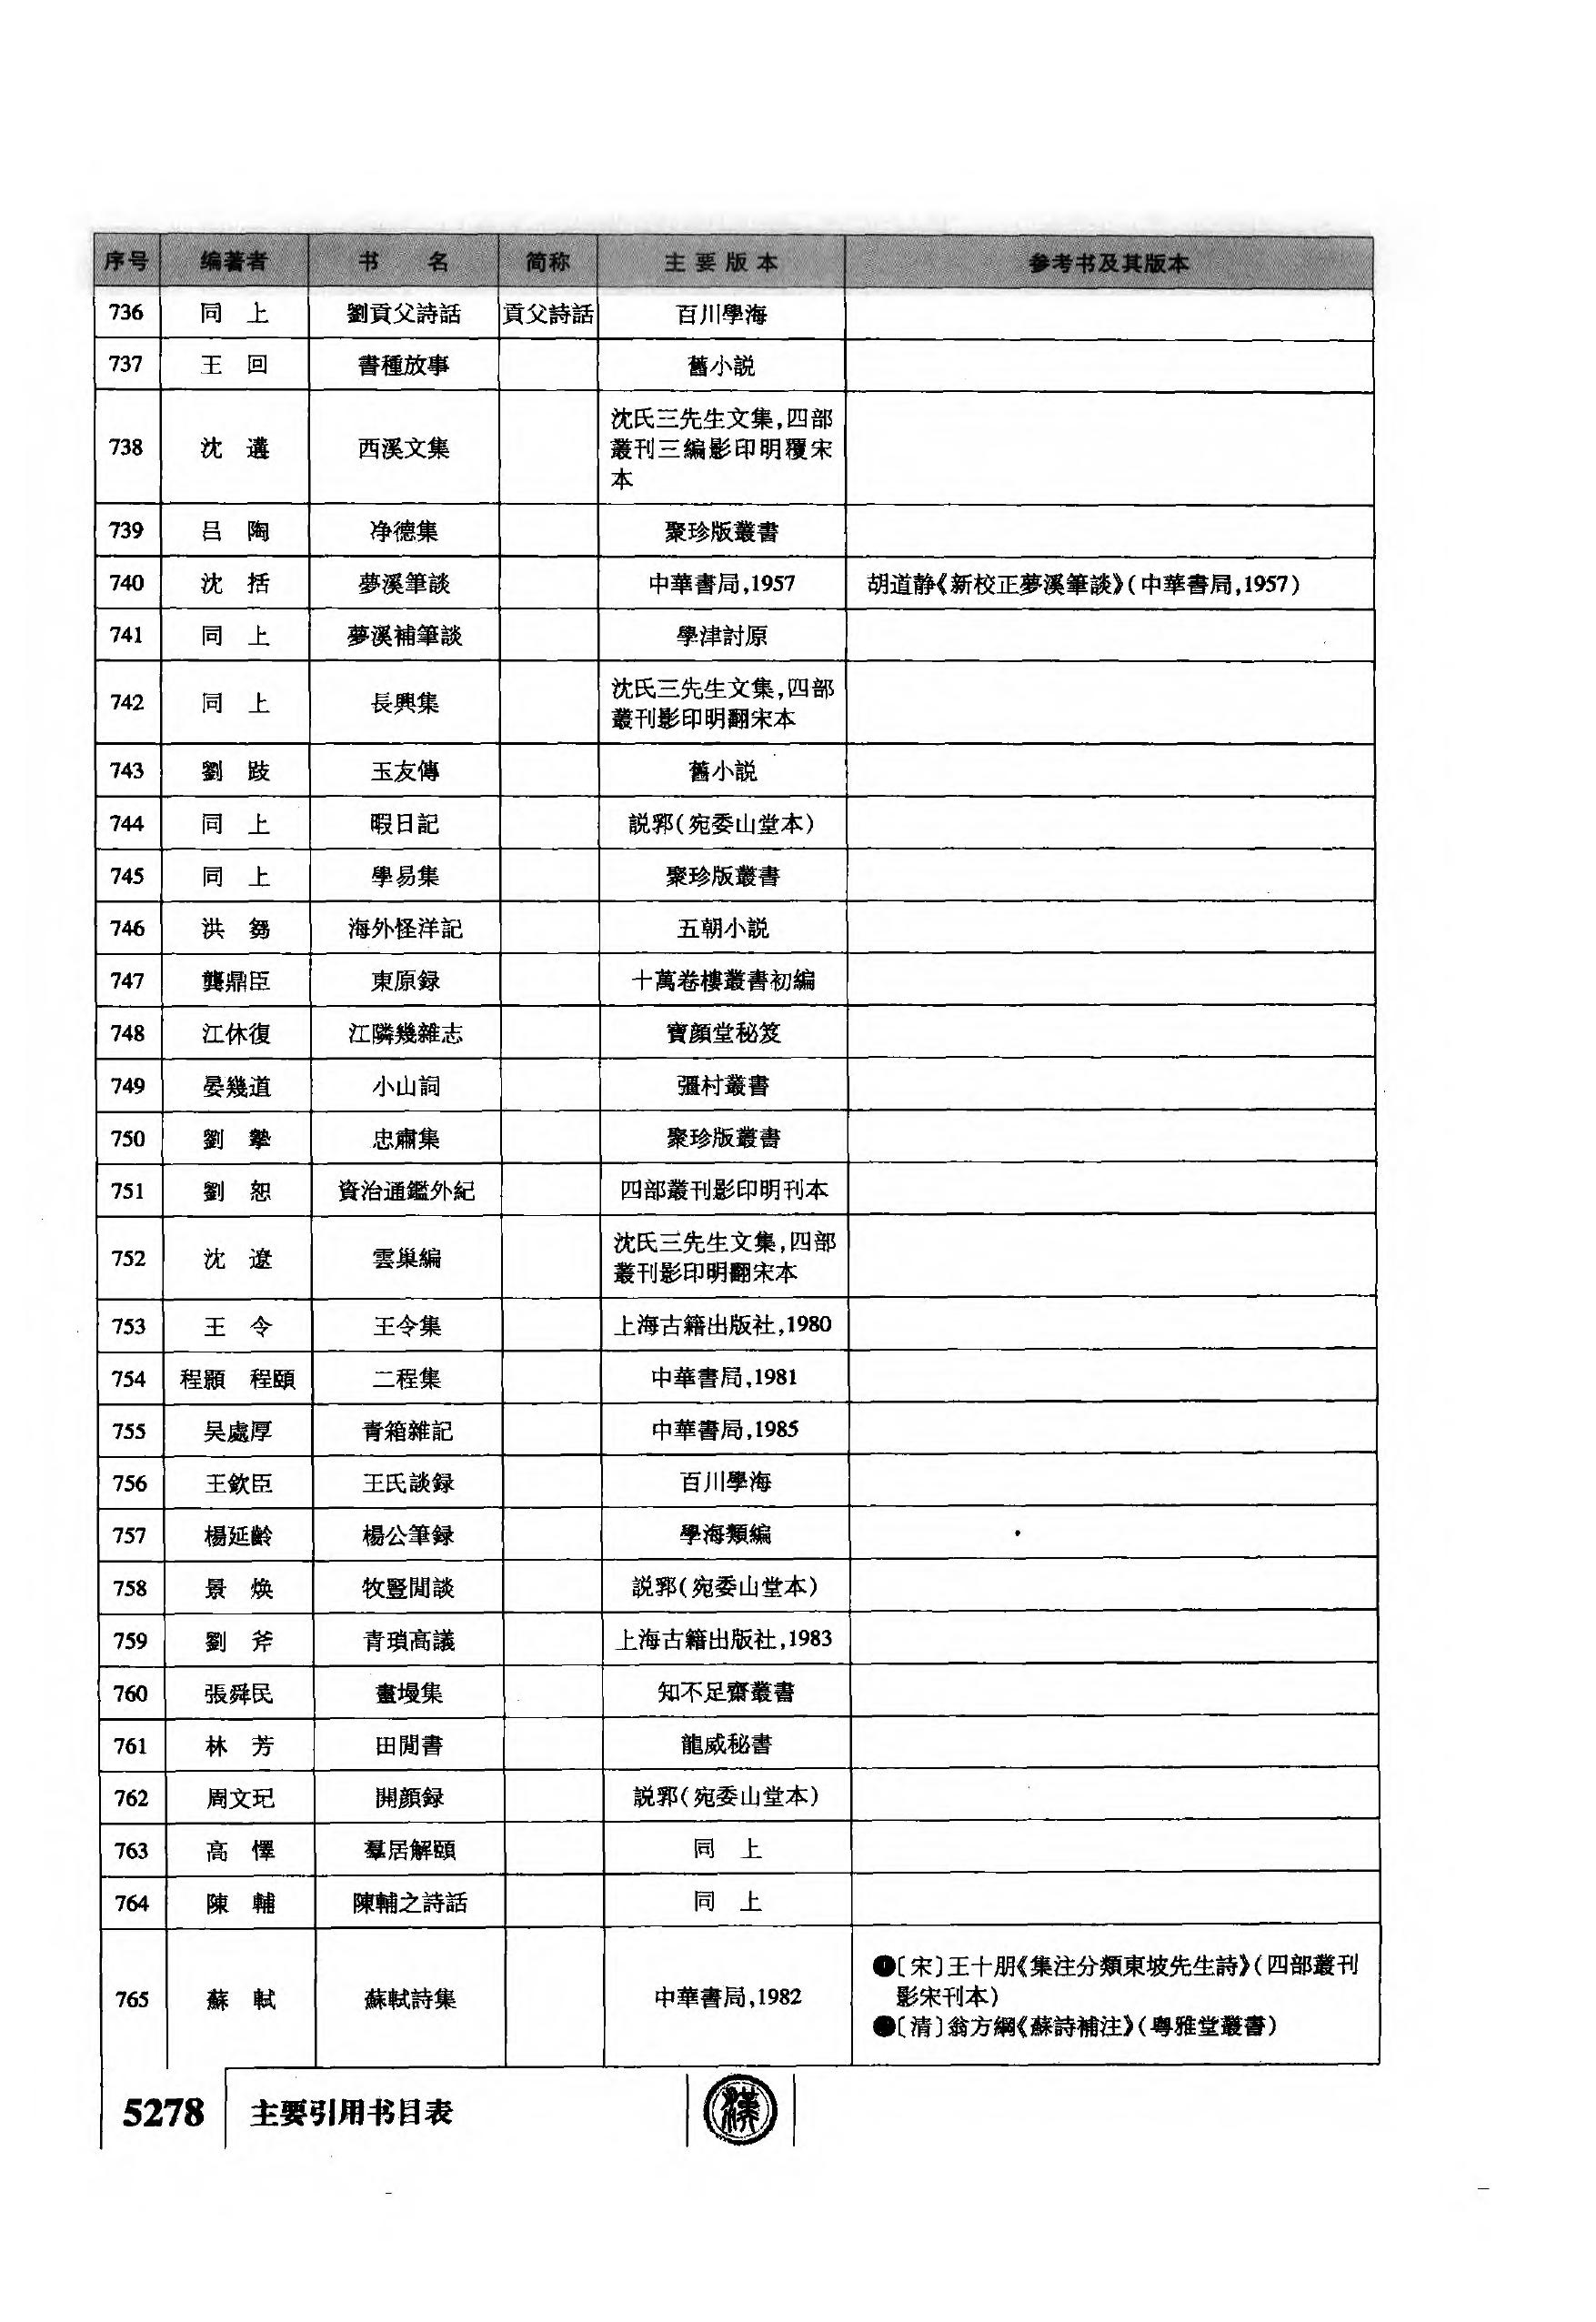 序号 编著者 书 名 简称 主要版本 参考书及其版本
736 同 上 劉貢父詩話 貢父詩話 百川學海
737 王 回 書種放事 舊小説
738 沈 遘 西溪文集 沈氏三先生文集,四部
叢刊三編影印明覆宋
本
739 吕 陶 净德集 聚珍版叢書
740 沈 括 夢溪筆談 中華書局,1957 胡道静《新校正夢溪筆談》(中華書局,1957)
741 同 上 夢溪補筆談 學津討原
742 同 上 長興集 沈氏三先生文集,四部
叢刊影印明翻宋本
743 劉 跂 玉友傳 舊小説
744 同 上 暇日記 説郛(宛委山堂本)
745 同 上 學易集 聚珍版叢書
746 洪 芻 海外怪洋記 五朝小説
747 龔鼎臣 東原録 十萬卷樓叢書初編
748 江休復 江隣幾雜志 寶顔堂秘笈
749 晏幾道 小山詞 彊村叢書
750 劉 摯 忠肅集 聚珍版叢書
751 劉 恕 資治通鑑外紀 四部叢刊影印明刊本
752 沈 遼 雲巢編 沈氏三先生文集,四部
叢刊影印明翻宋本
753 王 令 王令集 上海古籍出版社,1980
754 程顥 程頤 二程集 中華書局,1981
755 吴處厚 青箱雜記 中華書局,1985
756 王欽臣 王氏談録 百川學海
757 楊延齡 楊公筆録 學海類編
758 景 焕 牧豎閒談 説郛(宛委山堂本)
759 劉 斧 青瑣高議 上海古籍出版社,1983
760 張舜民 畫墁集 知不足齋叢書
761 林 芳 田閒書 龍威秘書
762 周文玘 開顔録 説郛(宛委山堂本)
763 高 懌 羣居解頤 同 上
764 陳 輔 陳輔之詩話 同 上
765 蘇 軾 蘇軾詩集 中華書局,1982 ❶〔宋〕王十朋《集注分類東坡先生詩》(四部叢刊
影宋刊本)
❷〔清〕翁方綱《蘇詩補注》(粤雅堂叢書)
5278 主要引用书目表 漢